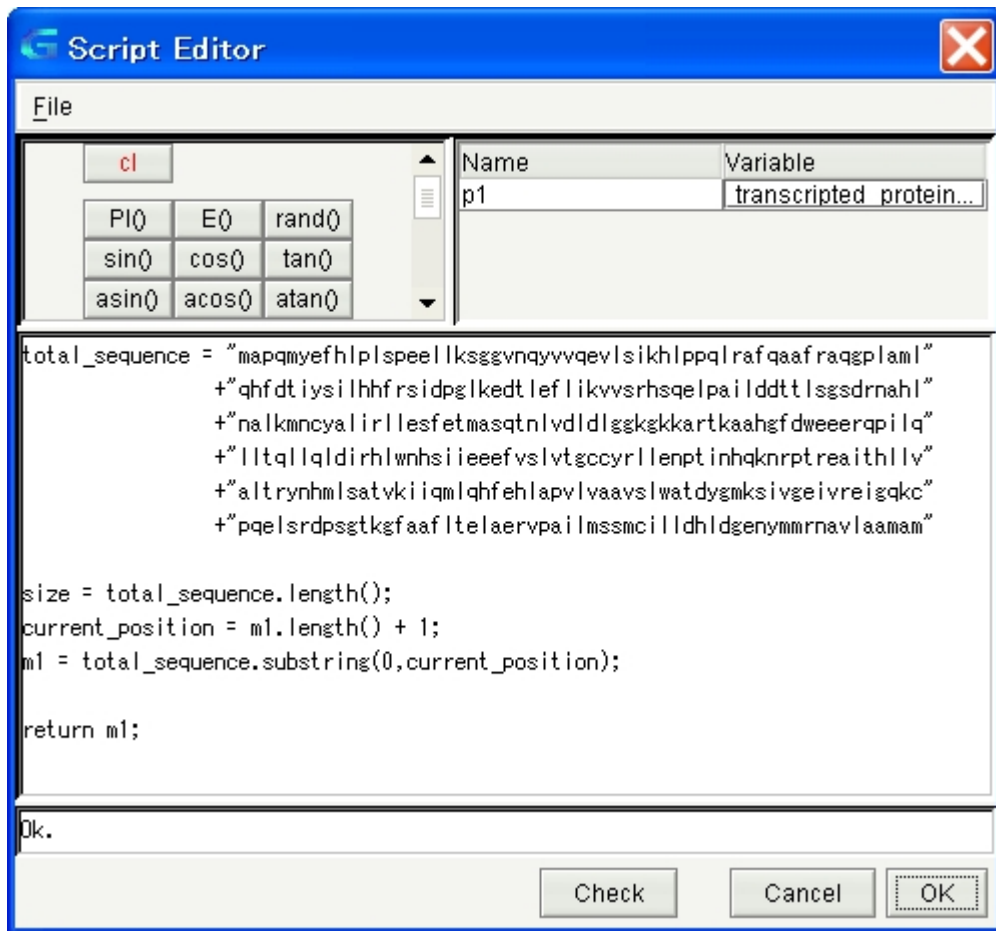 Script Editor
File
cl
PI() E() rand()
sin() cos() tan()
asin() acos() atan()
Name Variable
p1 transcripted protein...
total_sequence = "mapqmyefhlplspeellksggvnqyvvqevlsikhlppqlrafqaafraqgplaml"
+"qhfdtiysilhhfrsidpglkedtleflikvvsrhsqelpailddttlsgsdrnahl"
+"nalkmncyalirllesfetmasqtnlvdldlggkgkkartkaahgfdweeerqpilq"
+"lltqllqldirhlwnhsiieeefvslvtgccyrllenptinhqknrptreaithllv"
+"altrynhmlsatvkiiqmlqhfehlapvlvaavslwatdygmksivgeivreigqkc"
+"pqelsrdpsgtkgfaafltelaervpailmssmcilldhldgenymmrnavlaamam"
size = total_sequence.length();
current_position = m1.length() + 1;
m1 = total_sequence.substring(0,current_position);
return m1;
Ok.
Check Cancel OK